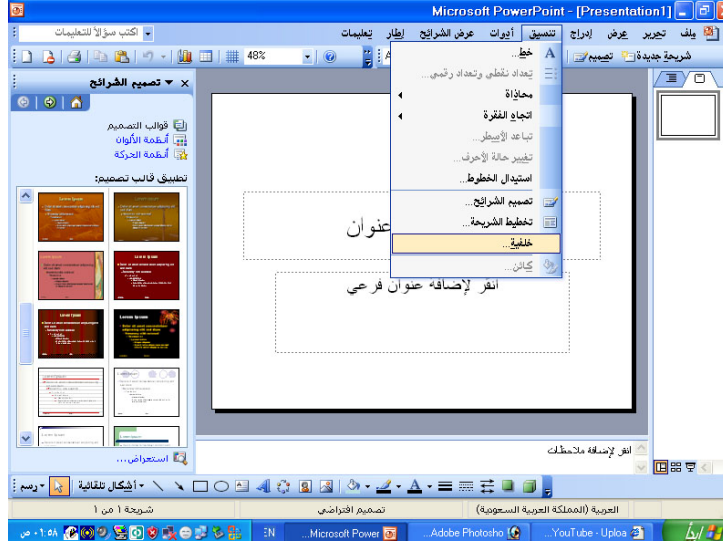 Microsoft PowerPoint - [Presentation1]
ملف تحرير عرض إدراج تنسيق أدوات عرض الشرائح إطار تعليمات
اكتب سؤالاً للتعليمات
شريحة جديدة تصميم
48%
خط...
تعداد نقطي وتعداد رقمي...
محاذاة
اتجاه الفقرة
تباعد الأسطر...
تغيير حالة الأحرف...
استبدال الخطوط...
تصميم الشرائح...
تخطيط الشريحة...
خلفية...
كائن...
تصميم الشرائح
قوالب التصميم
أنظمة الألوان
أنظمة الحركة
تطبيق قالب تصميم:
استعراض...
عنوان
انقر لإضافة عنوان فرعي
انقر لإضافة ملاحظات
رسم أشكال تلقائية
العربية (المملكة العربية السعودية)
تصميم افتراضي
شريحة ١ من ١
ابدأ
YouTube - Uploa...
Adobe Photosho...
Microsoft Power...
EN
٠١:٥٨ ص